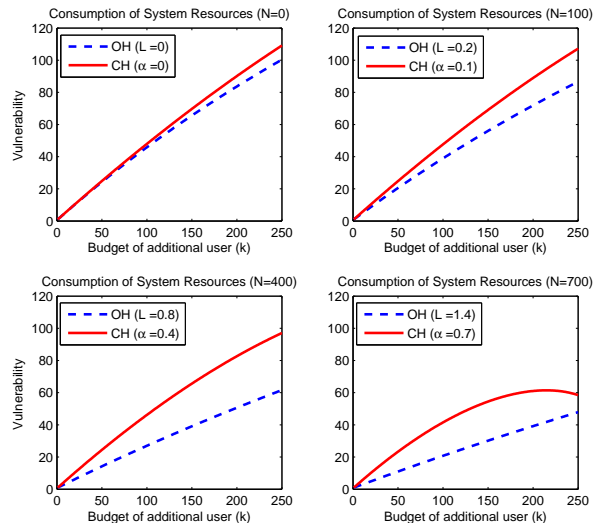 Consumption of System Resources (N=0)
120
100
80
60
40
20
0
Vulnerability
OH (L =0)
CH (α =0)
0 50 100 150 200 250
Budget of additional user (k)
Consumption of System Resources (N=100)
120
100
80
60
40
20
0
OH (L =0.2)
CH (α =0.1)
0 50 100 150 200 250
Budget of additional user (k)
Consumption of System Resources (N=400)
120
100
80
60
40
20
0
Vulnerability
OH (L =0.8)
CH (α =0.4)
0 50 100 150 200 250
Budget of additional user (k)
Consumption of System Resources (N=700)
120
100
80
60
40
20
0
OH (L =1.4)
CH (α =0.7)
0 50 100 150 200 250
Budget of additional user (k)